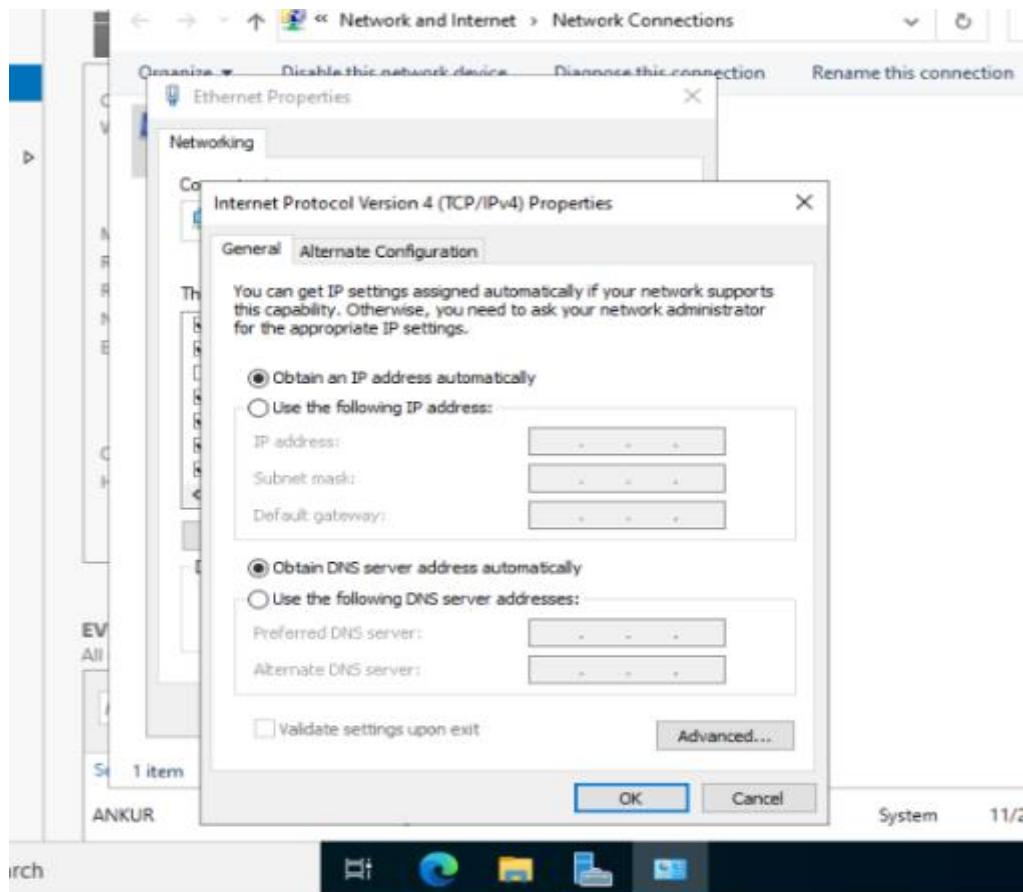 « Network and Internet › Network Connections
Organize Disable this network device Diagnose this connection Rename this connection
Ethernet Properties
Networking
Internet Protocol Version 4 (TCP/IPv4) Properties
General Alternate Configuration
You can get IP settings assigned automatically if your network supports
this capability. Otherwise, you need to ask your network administrator
for the appropriate IP settings.
Obtain an IP address automatically
Use the following IP address:
IP address:
Subnet mask:
Default gateway:
Obtain DNS server address automatically
Use the following DNS server addresses:
Preferred DNS server:
Alternate DNS server:
Validate settings upon exit
Advanced...
OK Cancel
EV
All
1 item
ANKUR System 11/2
rch